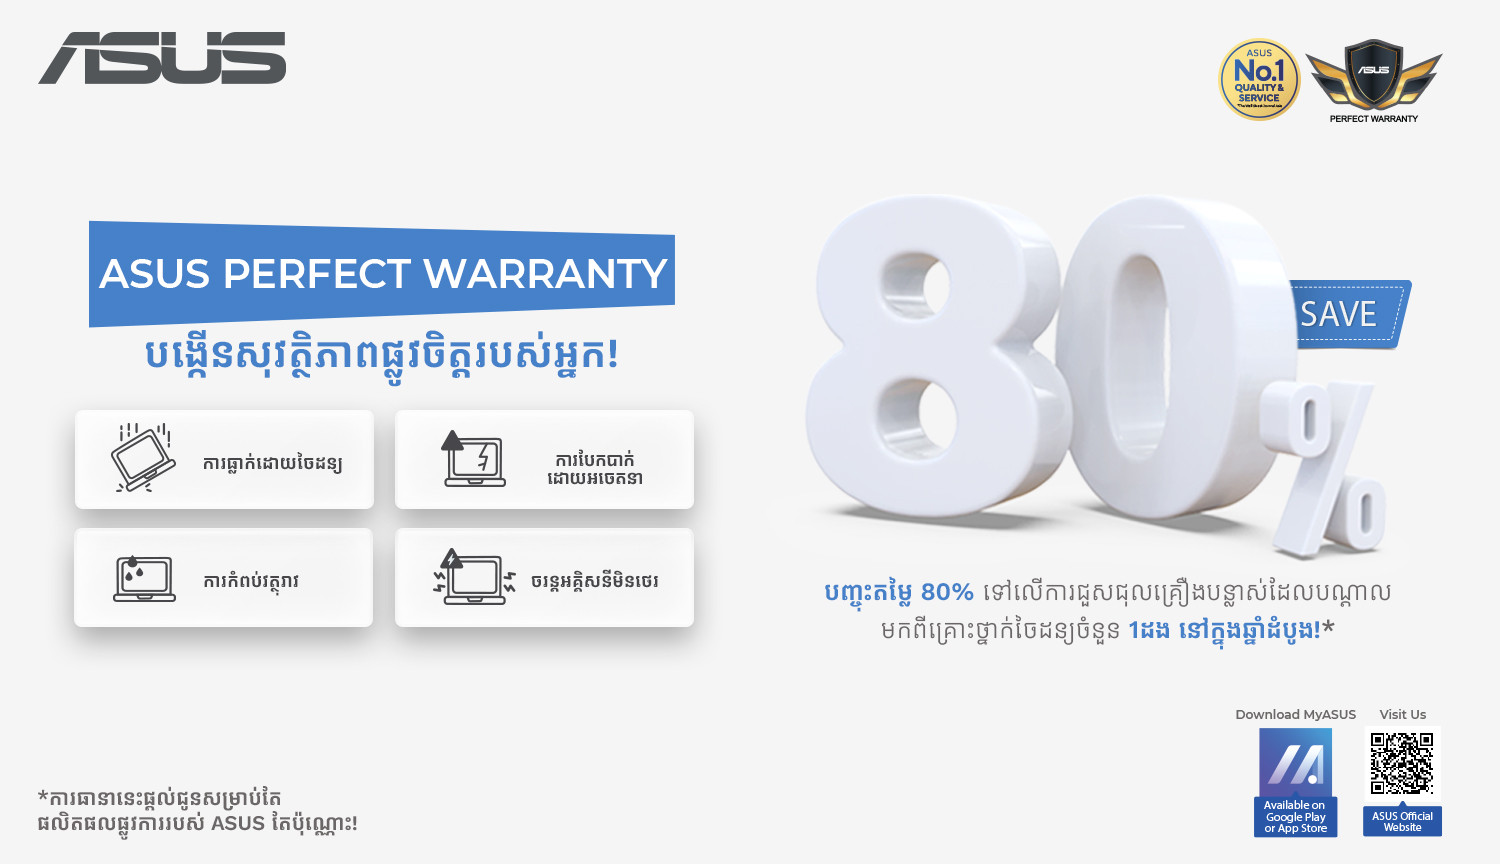 ASUS
ASUS
No.1
QUALITY &
SERVICE
ASUS
PERFECT WARRANTY
ASUS PERFECT WARRANTY
បង្កើនសុវត្ថិភាពផ្លូវចិត្តរបស់អ្នក!
ការធ្លាក់ដោយចៃដន្យ
ការបែកបាក់
ដោយអចេតនា
ការកំពប់វត្ថុរាវ
ចរន្តអគ្គិសនីមិនថេរ
80%
SAVE
បញ្ចុះតម្លៃ 80% ទៅលើការជួសជុលគ្រឿងបន្លាស់ដែលបណ្តាល
មកពីគ្រោះថ្នាក់ចៃដន្យចំនួន 1ដង នៅក្នុងឆ្នាំដំបូង!*
Download MyASUS
Visit Us
Available on
Google Play
or App Store
ASUS Official
Website
*ការធានានេះផ្តល់ជូនសម្រាប់តែ
ផលិតផលផ្លូវការរបស់ ASUS តែប៉ុណ្ណោះ!